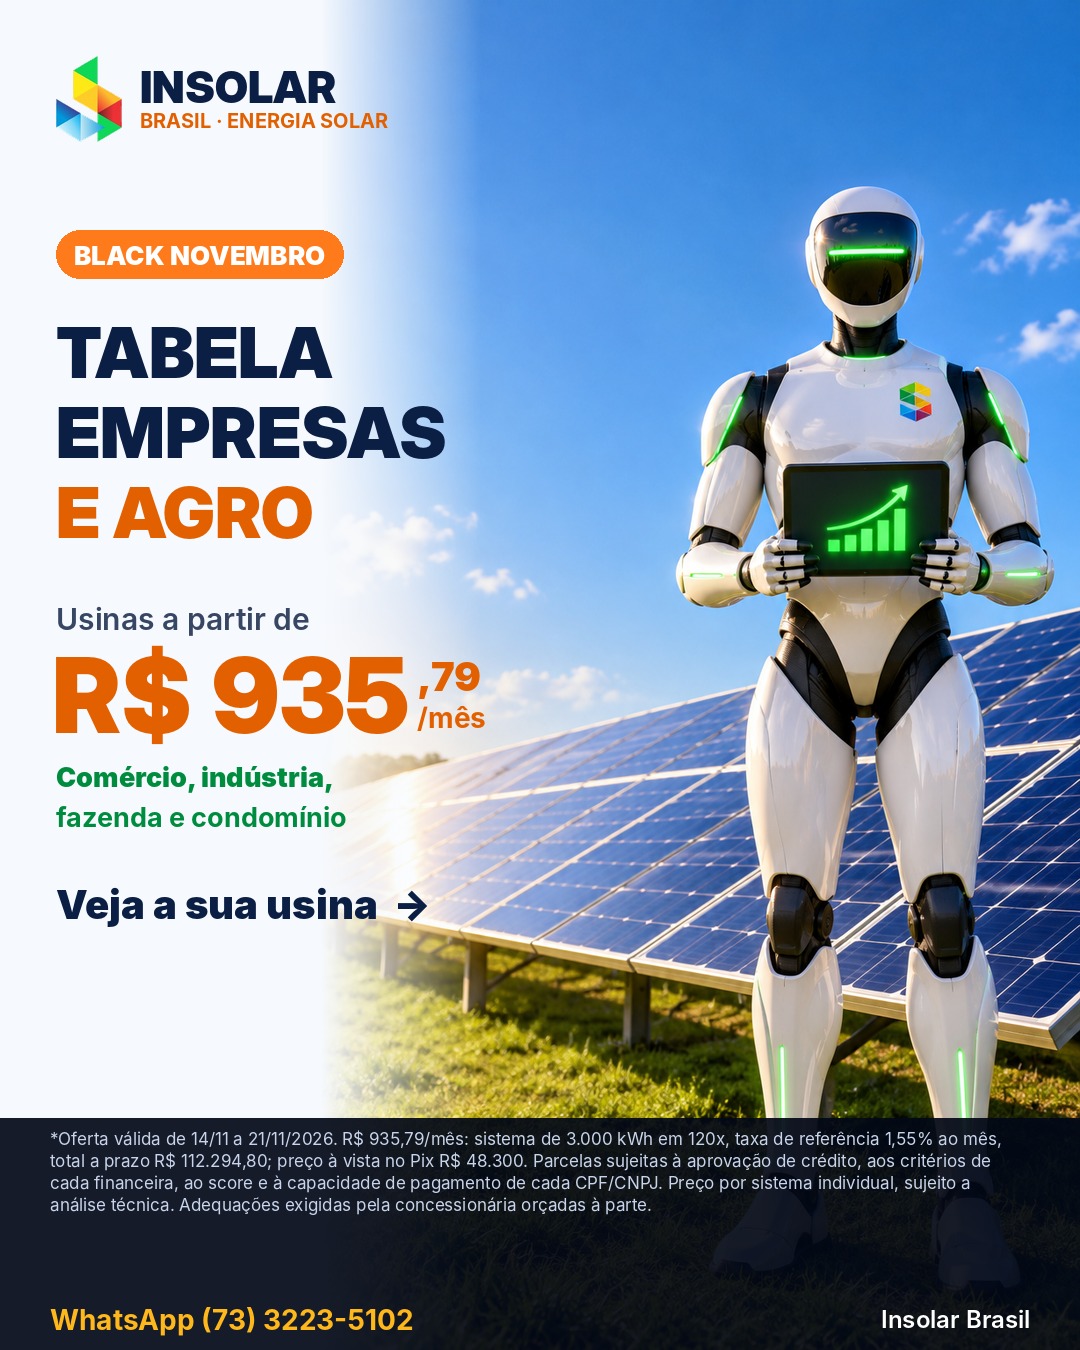 INSOLAR
BRASIL · ENERGIA SOLAR
BLACK NOVEMBRO
TABELA
EMPRESAS
E AGRO
Usinas a partir de
R$ 935,79
/mês
Comércio, indústria,
fazenda e condomínio
Veja a sua usina →
*Oferta válida de 14/11 a 21/11/2026. R$ 935,79/mês: sistema de 3.000 kWh em 120x, taxa de referência 1,55% ao mês,
total a prazo R$ 112.294,80; preço à vista no Pix R$ 48.300. Parcelas sujeitas à aprovação de crédito, aos critérios de
cada financeira, ao score e à capacidade de pagamento de cada CPF/CNPJ. Preço por sistema individual, sujeito a
análise técnica. Adequações exigidas pela concessionária orçadas à parte.
WhatsApp (73) 3223-5102
Insolar Brasil